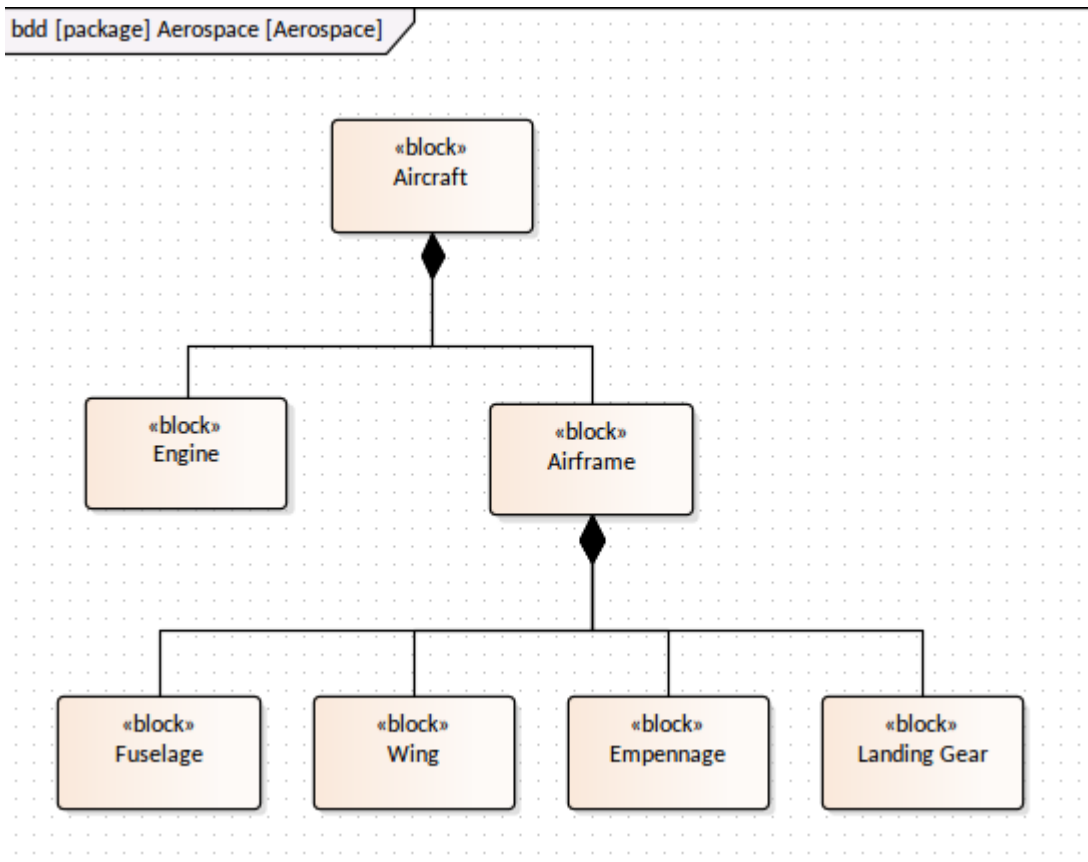 bdd [package] Aerospace [Aerospace]
«block»
Aircraft
«block»
Engine
«block»
Airframe
«block»
Fuselage
«block»
Wing
«block»
Empennage
«block»
Landing Gear